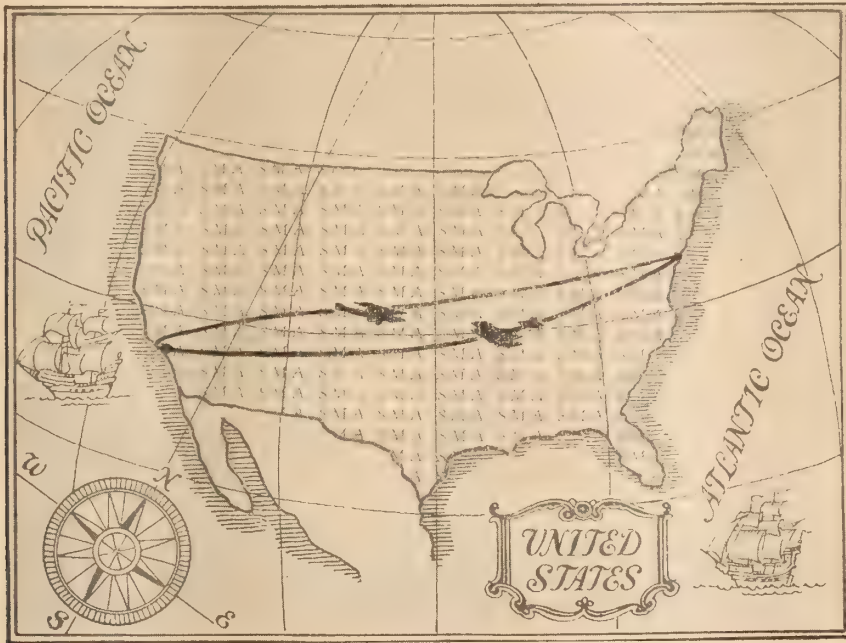 PACIFIC OCEAN
ATLANTIC OCEAN
W
N
S
E
UNITED
STATES